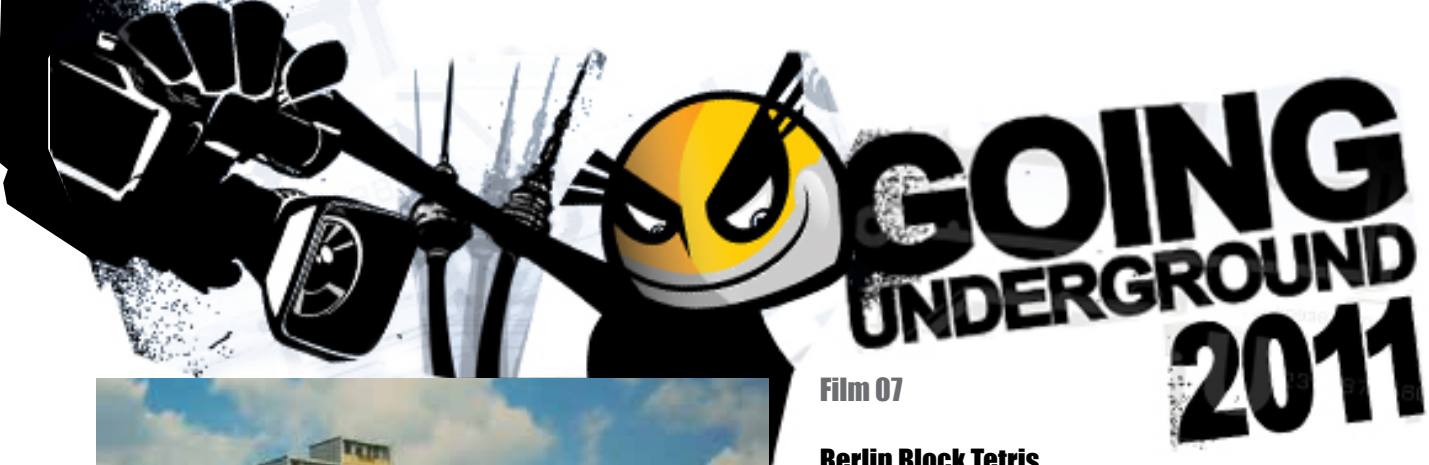 GOING
UNDERGROUND
2011
Film 07
Berlin Block Tetris